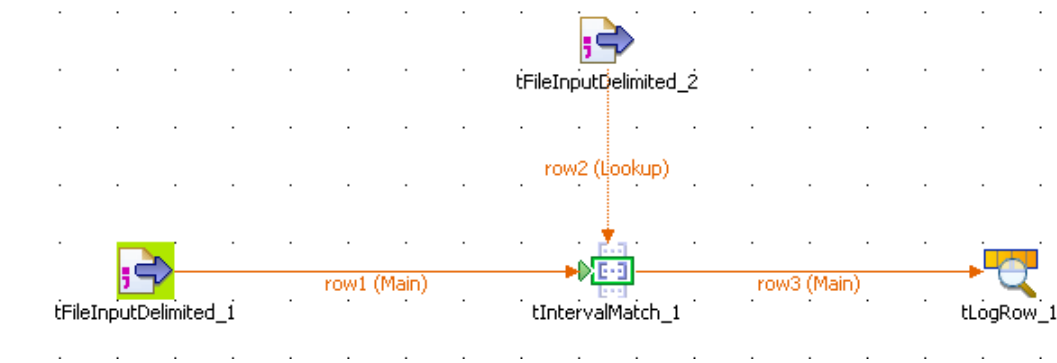 tFileInputDelimited_2
row2 (Lookup)
row1 (Main)
row3 (Main)
tFileInputDelimited_1
tIntervalMatch_1
tLogRow_1